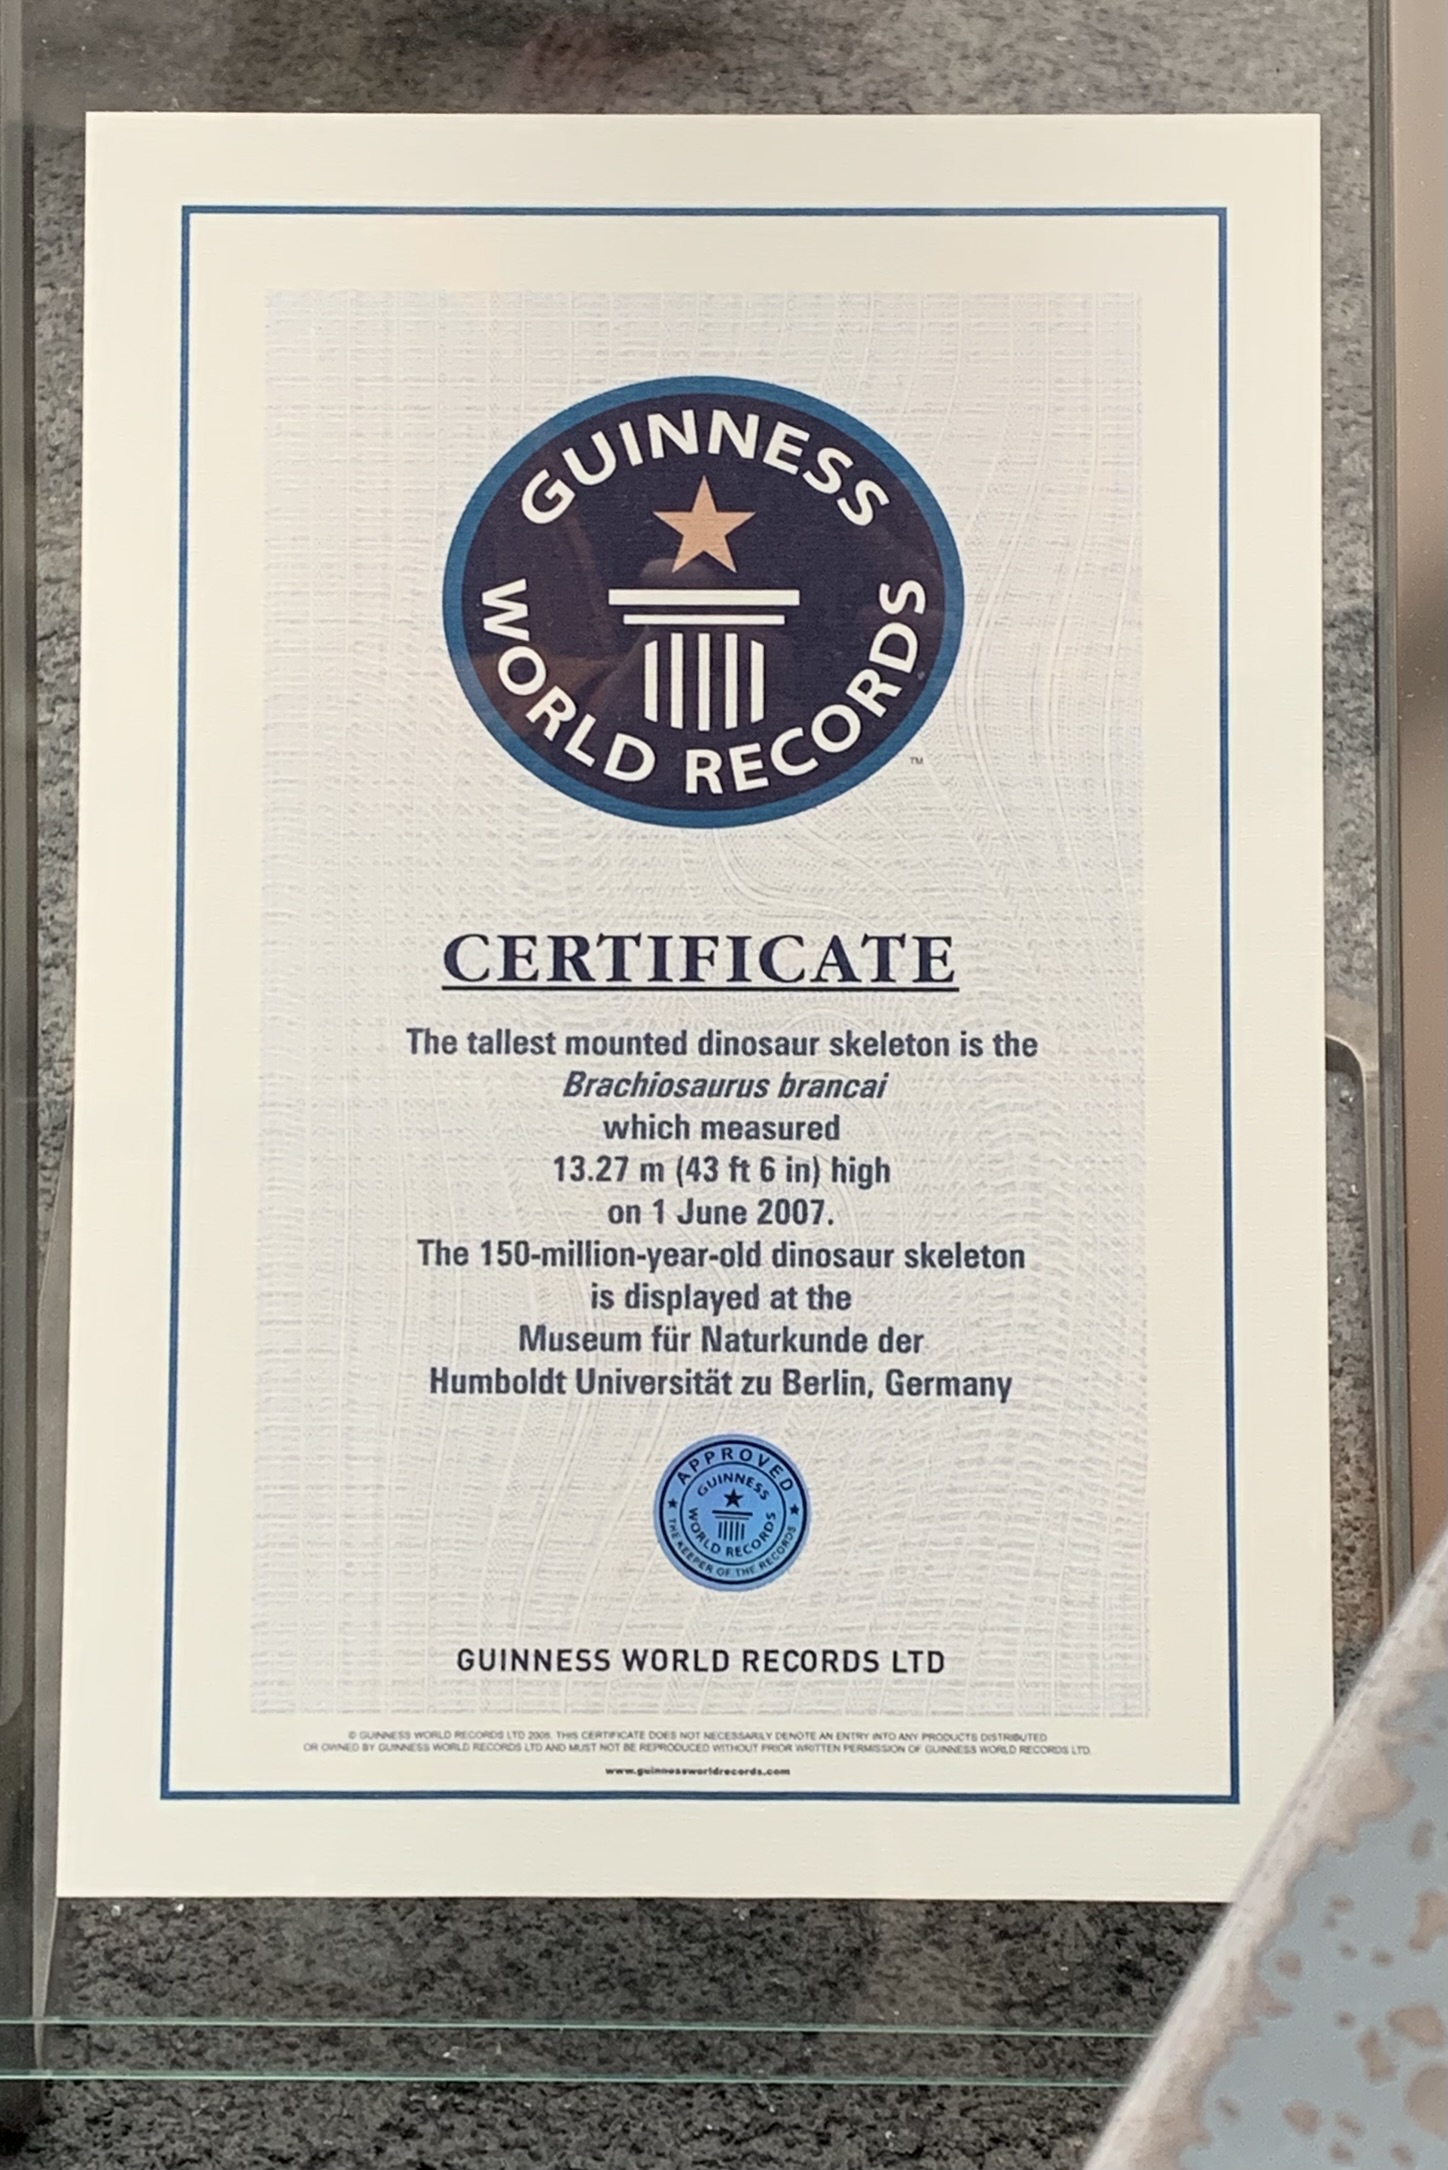 GUINNESS
WORLD RECORDS
TM
CERTIFICATE
The tallest mounted dinosaur skeleton is the
Brachiosaurus brancai
which measured
13.27 m (43 ft 6 in) high
on 1 June 2007.
The 150-million-year-old dinosaur skeleton
is displayed at the
Museum für Naturkunde der
Humboldt Universität zu Berlin, Germany
APPROVED
GUINNESS
WORLD RECORDS
THE KEEPER OF THE RECORDS
GUINNESS WORLD RECORDS LTD
© GUINNESS WORLD RECORDS LTD 2005. THIS CERTIFICATE DOES NOT NECESSARILY DENOTE AN ENTRY INTO ANY PRODUCTS DISTRIBUTED
OR OWNED BY GUINNESS WORLD RECORDS LTD AND MUST NOT BE REPRODUCED WITHOUT PRIOR WRITTEN PERMISSION OF GUINNESS WORLD RECORDS LTD.
www.guinnessworldrecords.com